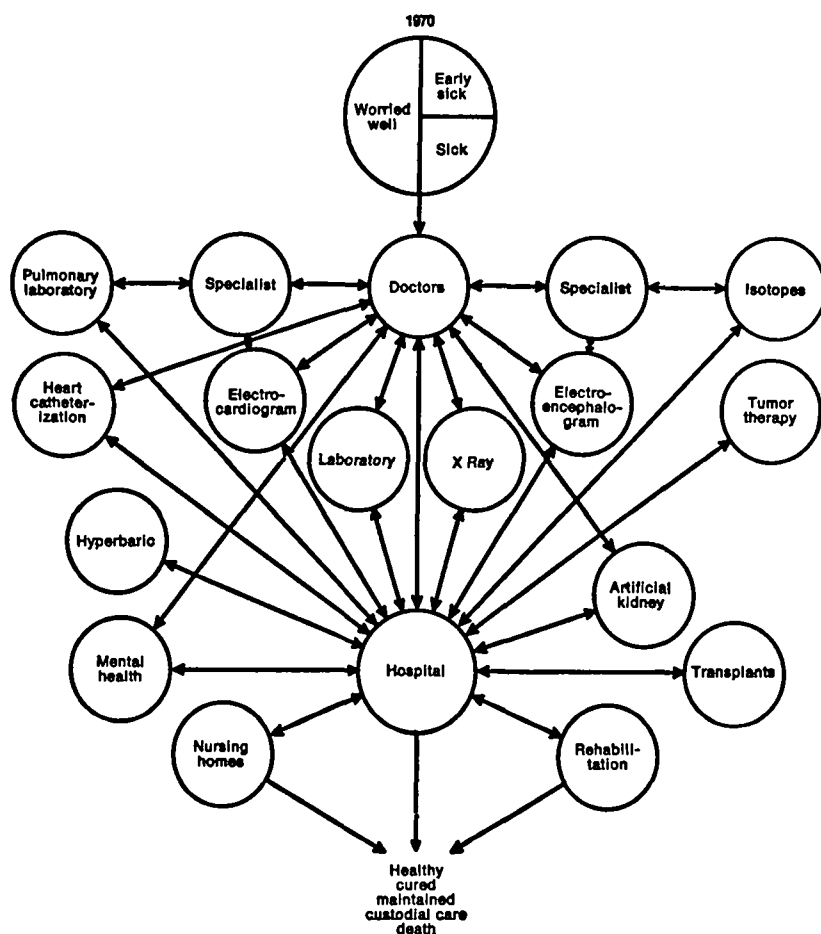 1970
Early
sick
Worried
well
Sick
Pulmonary
laboratory
Specialist
Doctors
Specialist
Isotopes
Heart
catheter-
ization
Electro-
cardiogram
Electro-
encephalo-
gram
Tumor
therapy
Laboratory
X Ray
Hyperbaric
Artificial
kidney
Mental
health
Hospital
Transplants
Nursing
homes
Rehabili-
tation
Healthy
cured
maintained
custodial care
death